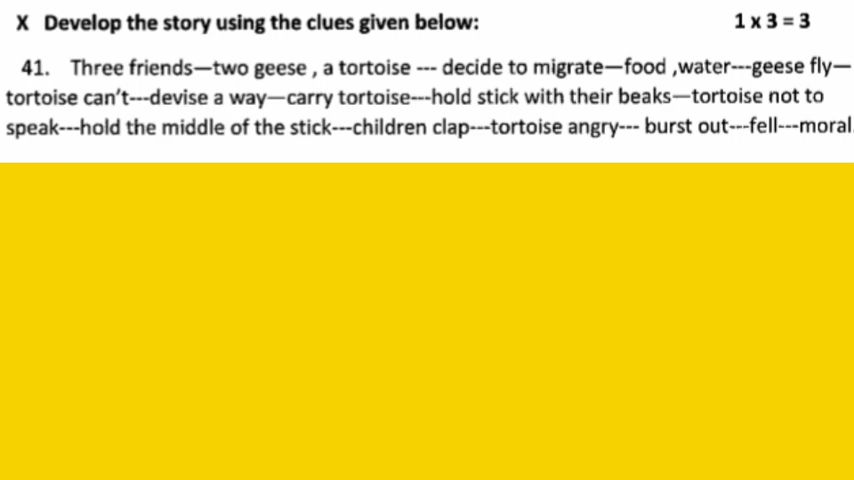 X Develop the story using the clues given below: 1 x 3 = 3
41. Three friends—two geese , a tortoise --- decide to migrate—food ,water---geese fly—
tortoise can't---devise a way—carry tortoise---hold stick with their beaks—tortoise not to
speak---hold the middle of the stick---children clap---tortoise angry--- burst out---fell---moral.